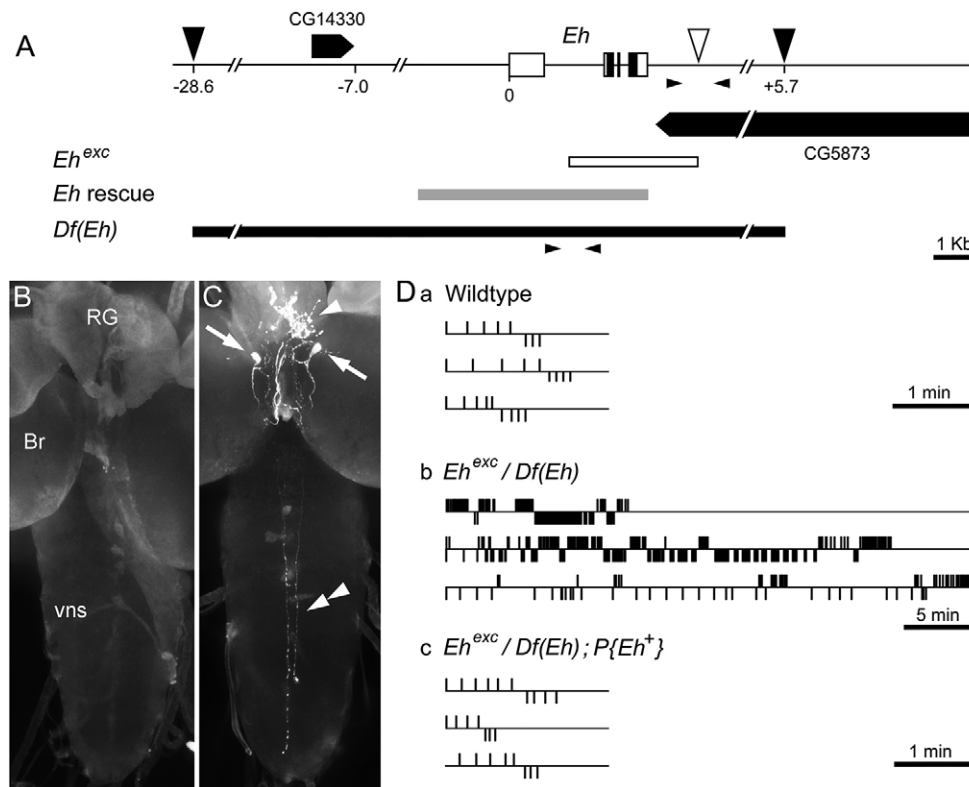 A
CG14330
Eh
-28.6
-7.0
0
+5.7
CG5873
Eh^exc
Eh rescue
Df(Eh)
1 Kb
B
RG
Br
vns
C
D
a Wildtype
1 min
b Eh^exc / Df(Eh)
5 min
c Eh^exc / Df(Eh) ; P{Eh^+}
1 min